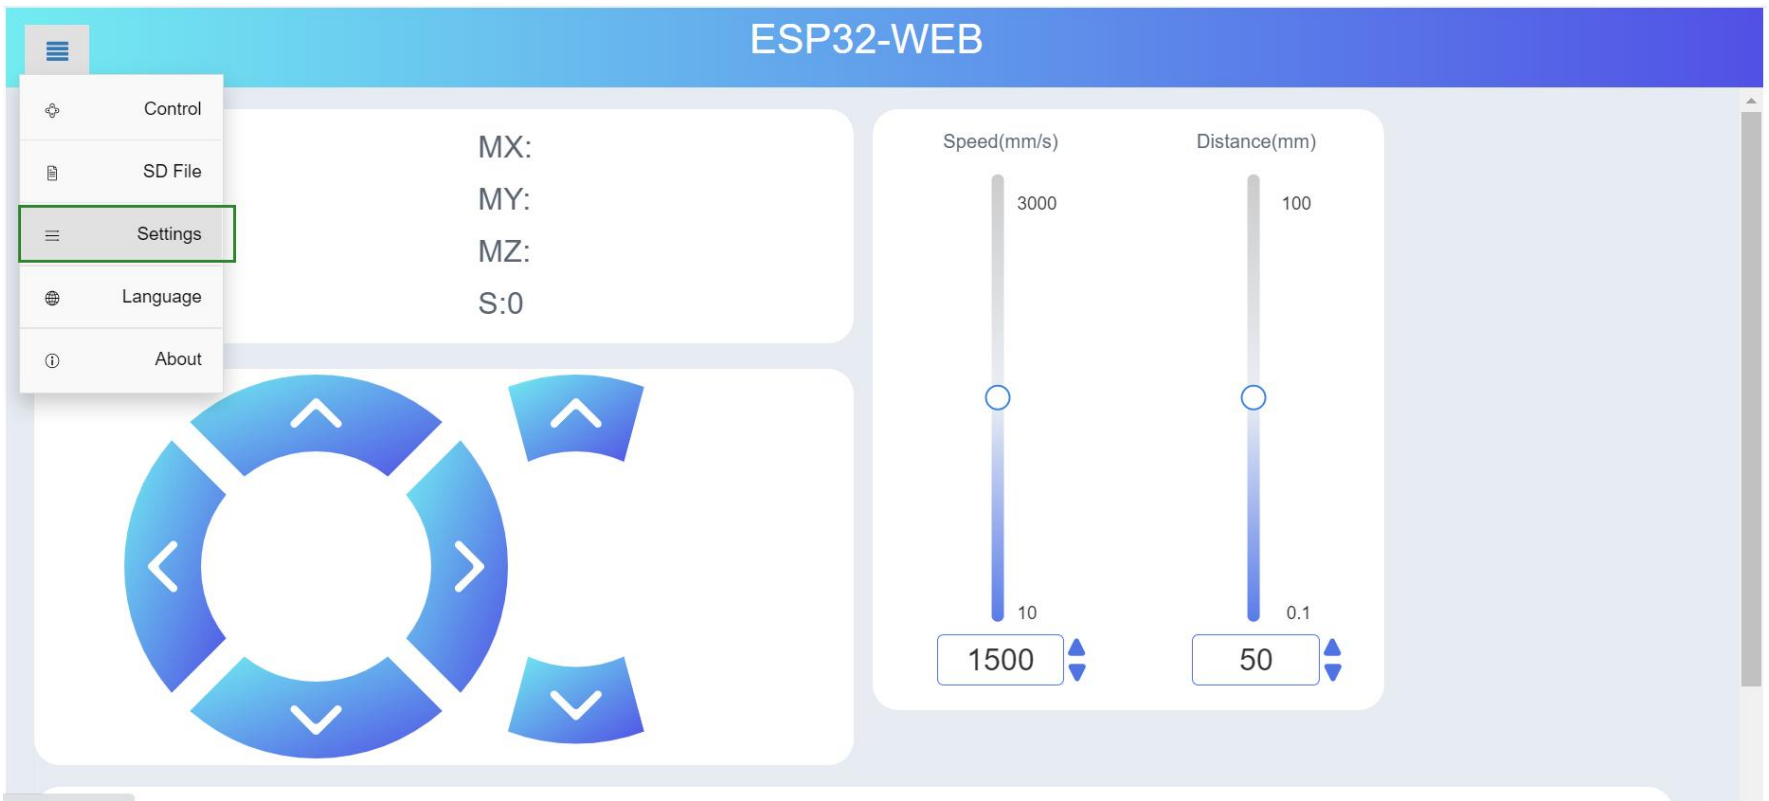 ESP32-WEB
Control
SD File
Settings
Language
About
MX:
MY:
MZ:
S:0
Speed(mm/s)
3000
10
1500
Distance(mm)
100
0.1
50